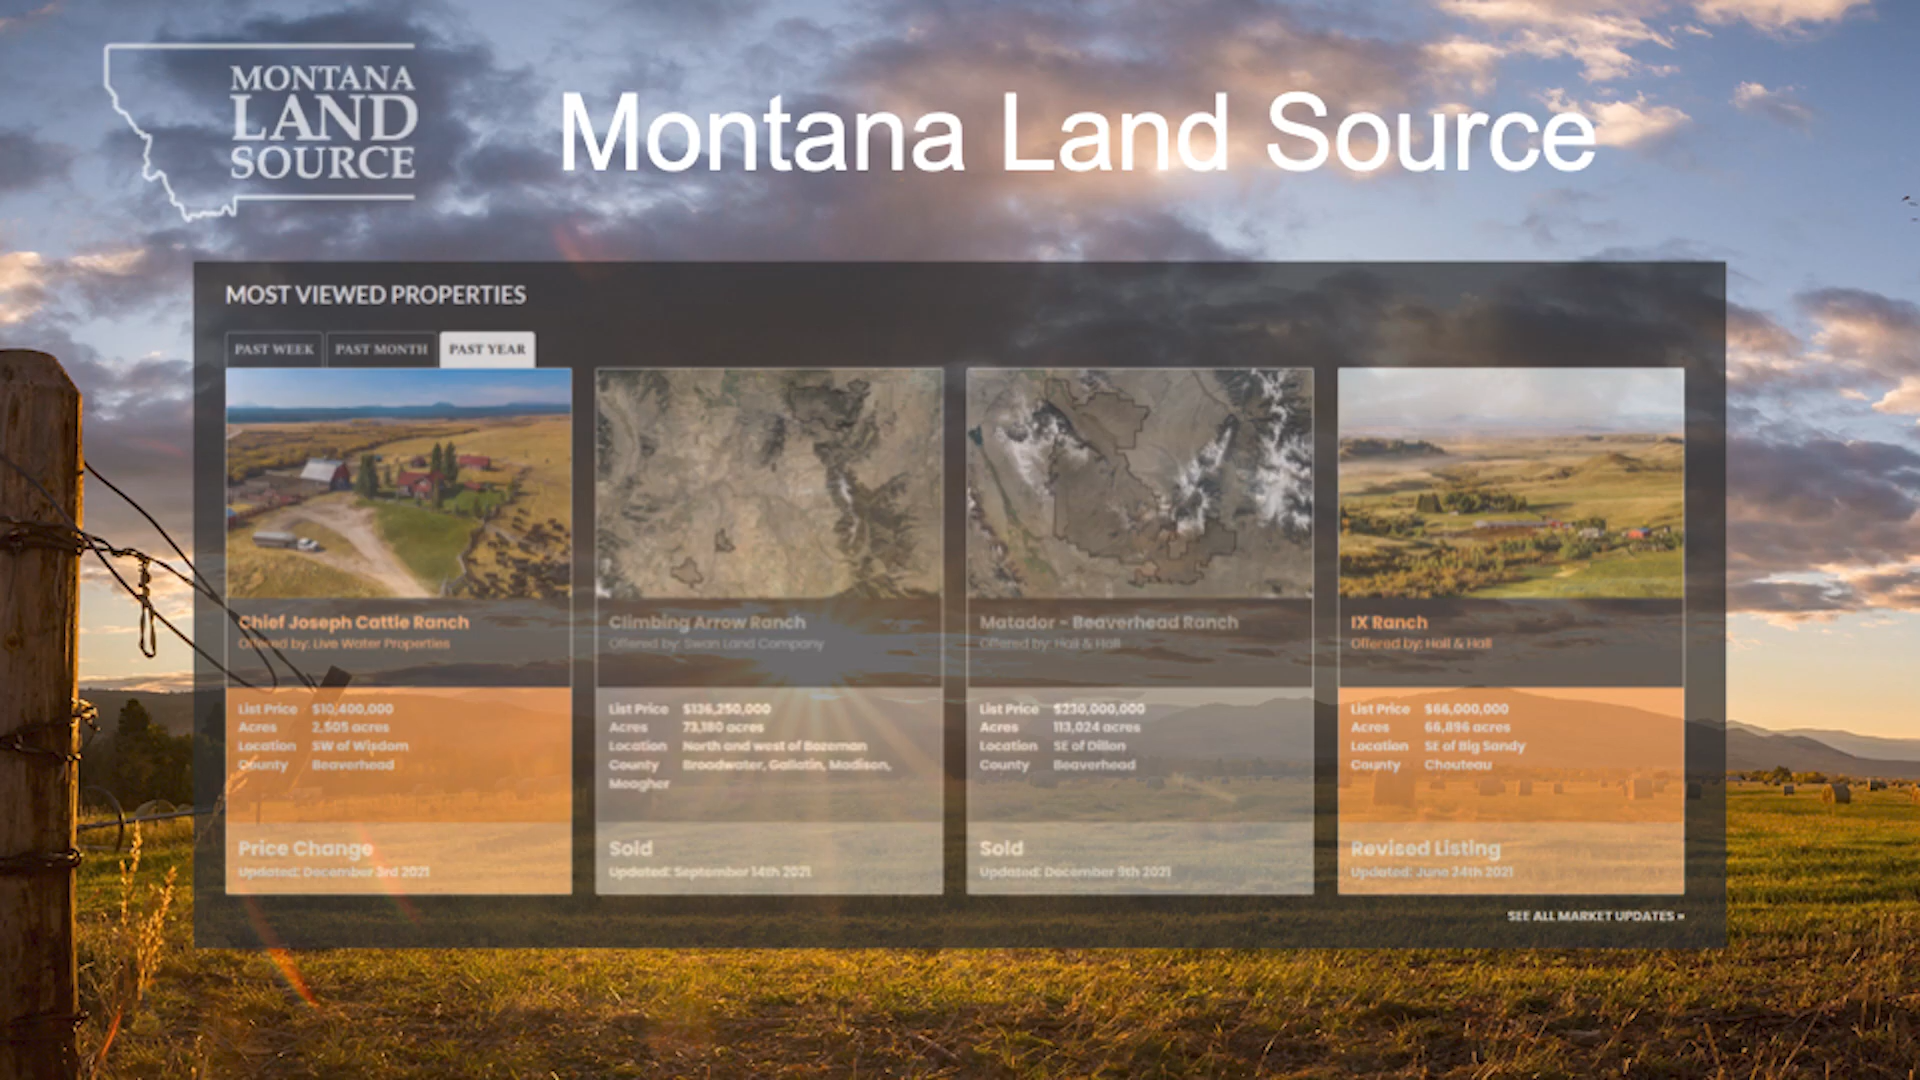 MONTANA
LAND
SOURCE
Montana Land Source
MOST VIEWED PROPERTIES
PAST WEEK PAST MONTH PAST YEAR
Chief Joseph Cattle Ranch
Offered by: Live Water Properties
List Price $10,400,000
Acres 2,505 acres
Location SW of Wisdom
County Beaverhead
Price Change
Updated: December 3rd 2021
Climbing Arrow Ranch
Offered by: Swan Land Company
List Price $136,250,000
Acres 73,180 acres
Location North and west of Bozeman
County Broadwater, Gallatin, Madison,
Meagher
Sold
Updated: September 14th 2021
Matador - Beaverhead Ranch
Offered by: Hall & Hall
List Price $230,000,000
Acres 113,024 acres
Location SE of Dillon
County Beaverhead
Sold
Updated: December 9th 2021
IX Ranch
Offered by: Hall & Hall
List Price $66,000,000
Acres 66,896 acres
Location SE of Big Sandy
County Chouteau
Revised Listing
Updated: June 24th 2021
SEE ALL MARKET UPDATES »